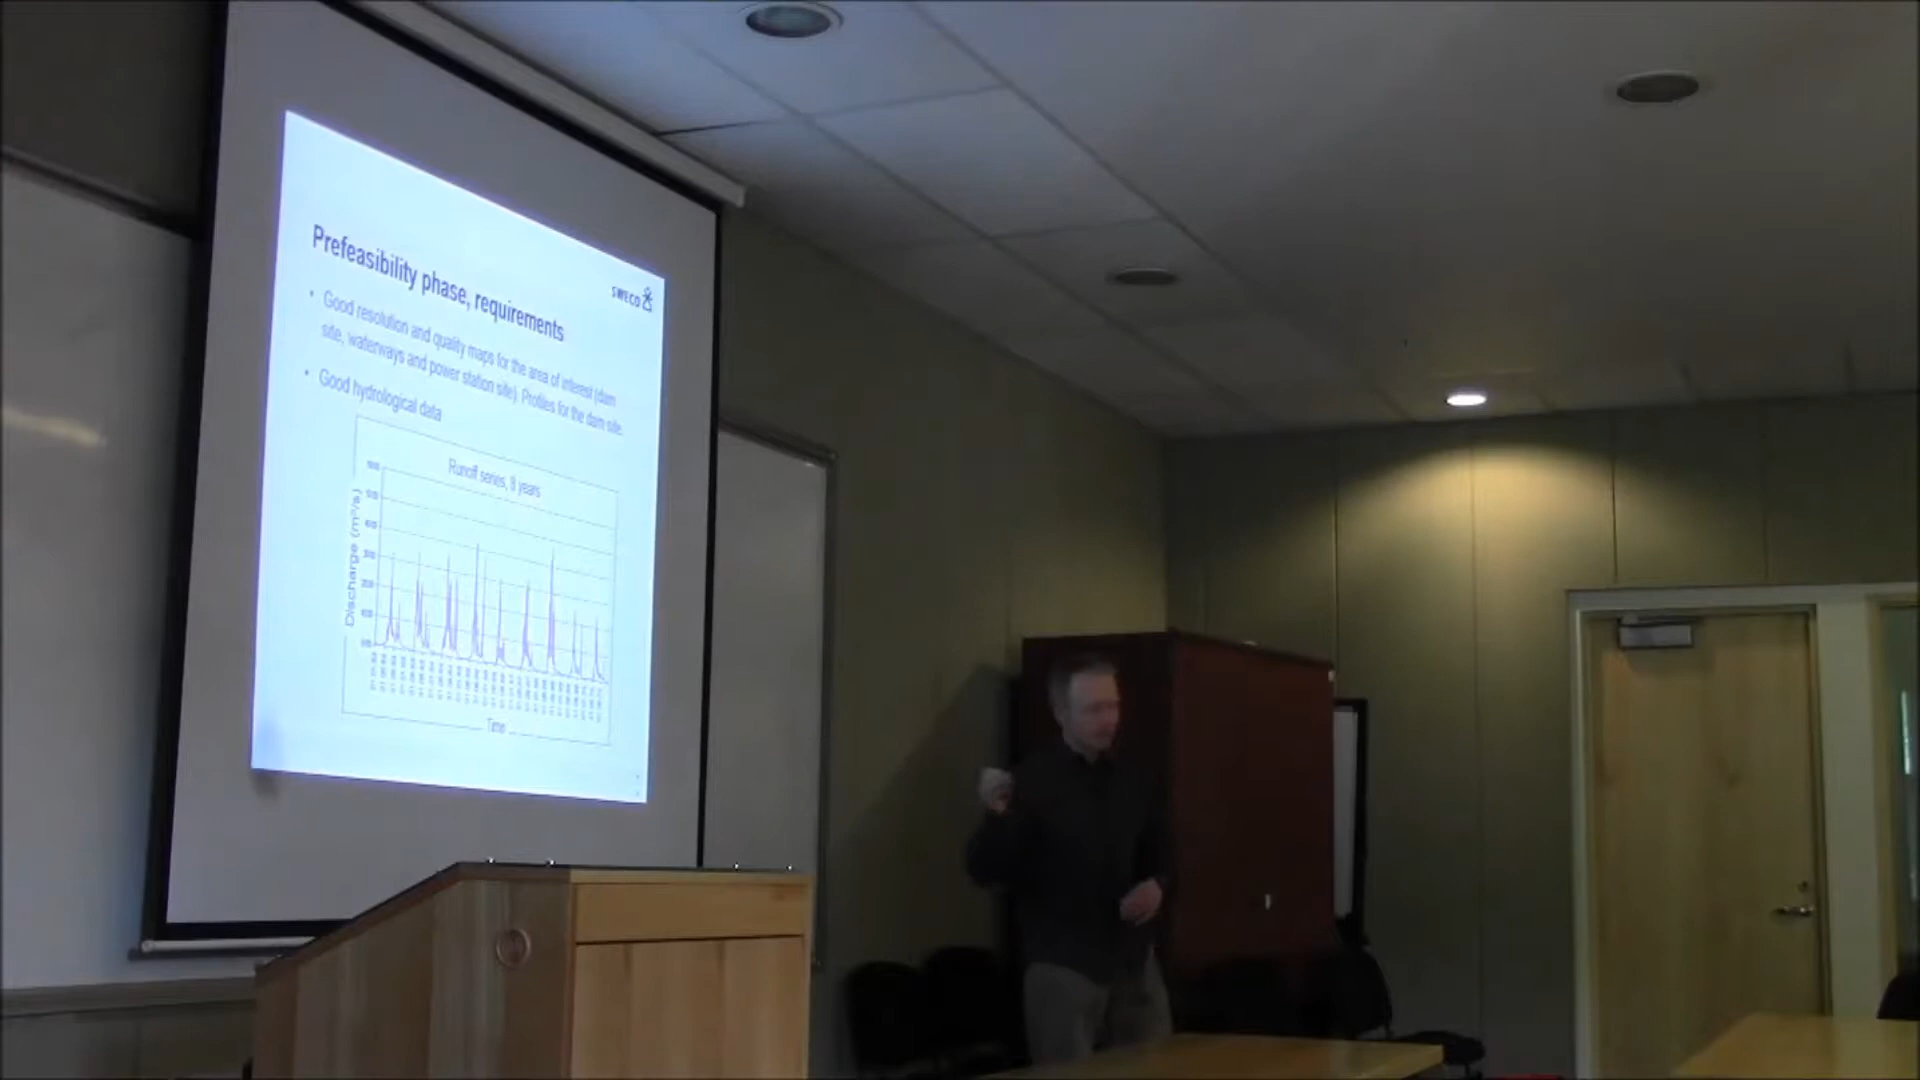 Prefeasibility phase, requirements
SWECO
• Good resolution and quality maps for the area of interest (dam
site, waterways and power station site). Profiles for the dam site.
• Good hydrological data
Runoff series, 8 years
Discharge (m³/s)
Time